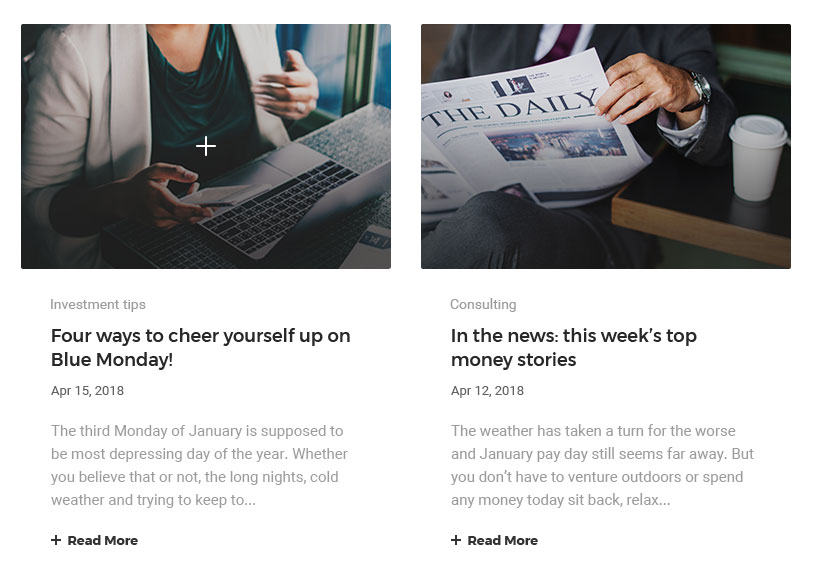 THE DAILY
Investment tips
Four ways to cheer yourself up on
Blue Monday!
Apr 15, 2018
The third Monday of January is supposed to
be most depressing day of the year. Whether
you believe that or not, the long nights, cold
weather and trying to keep to...
+ Read More
Consulting
In the news: this week’s top
money stories
Apr 12, 2018
The weather has taken a turn for the worse
and January pay day still seems far away. But
you don’t have to venture outdoors or spend
any money today sit back, relax...
+ Read More